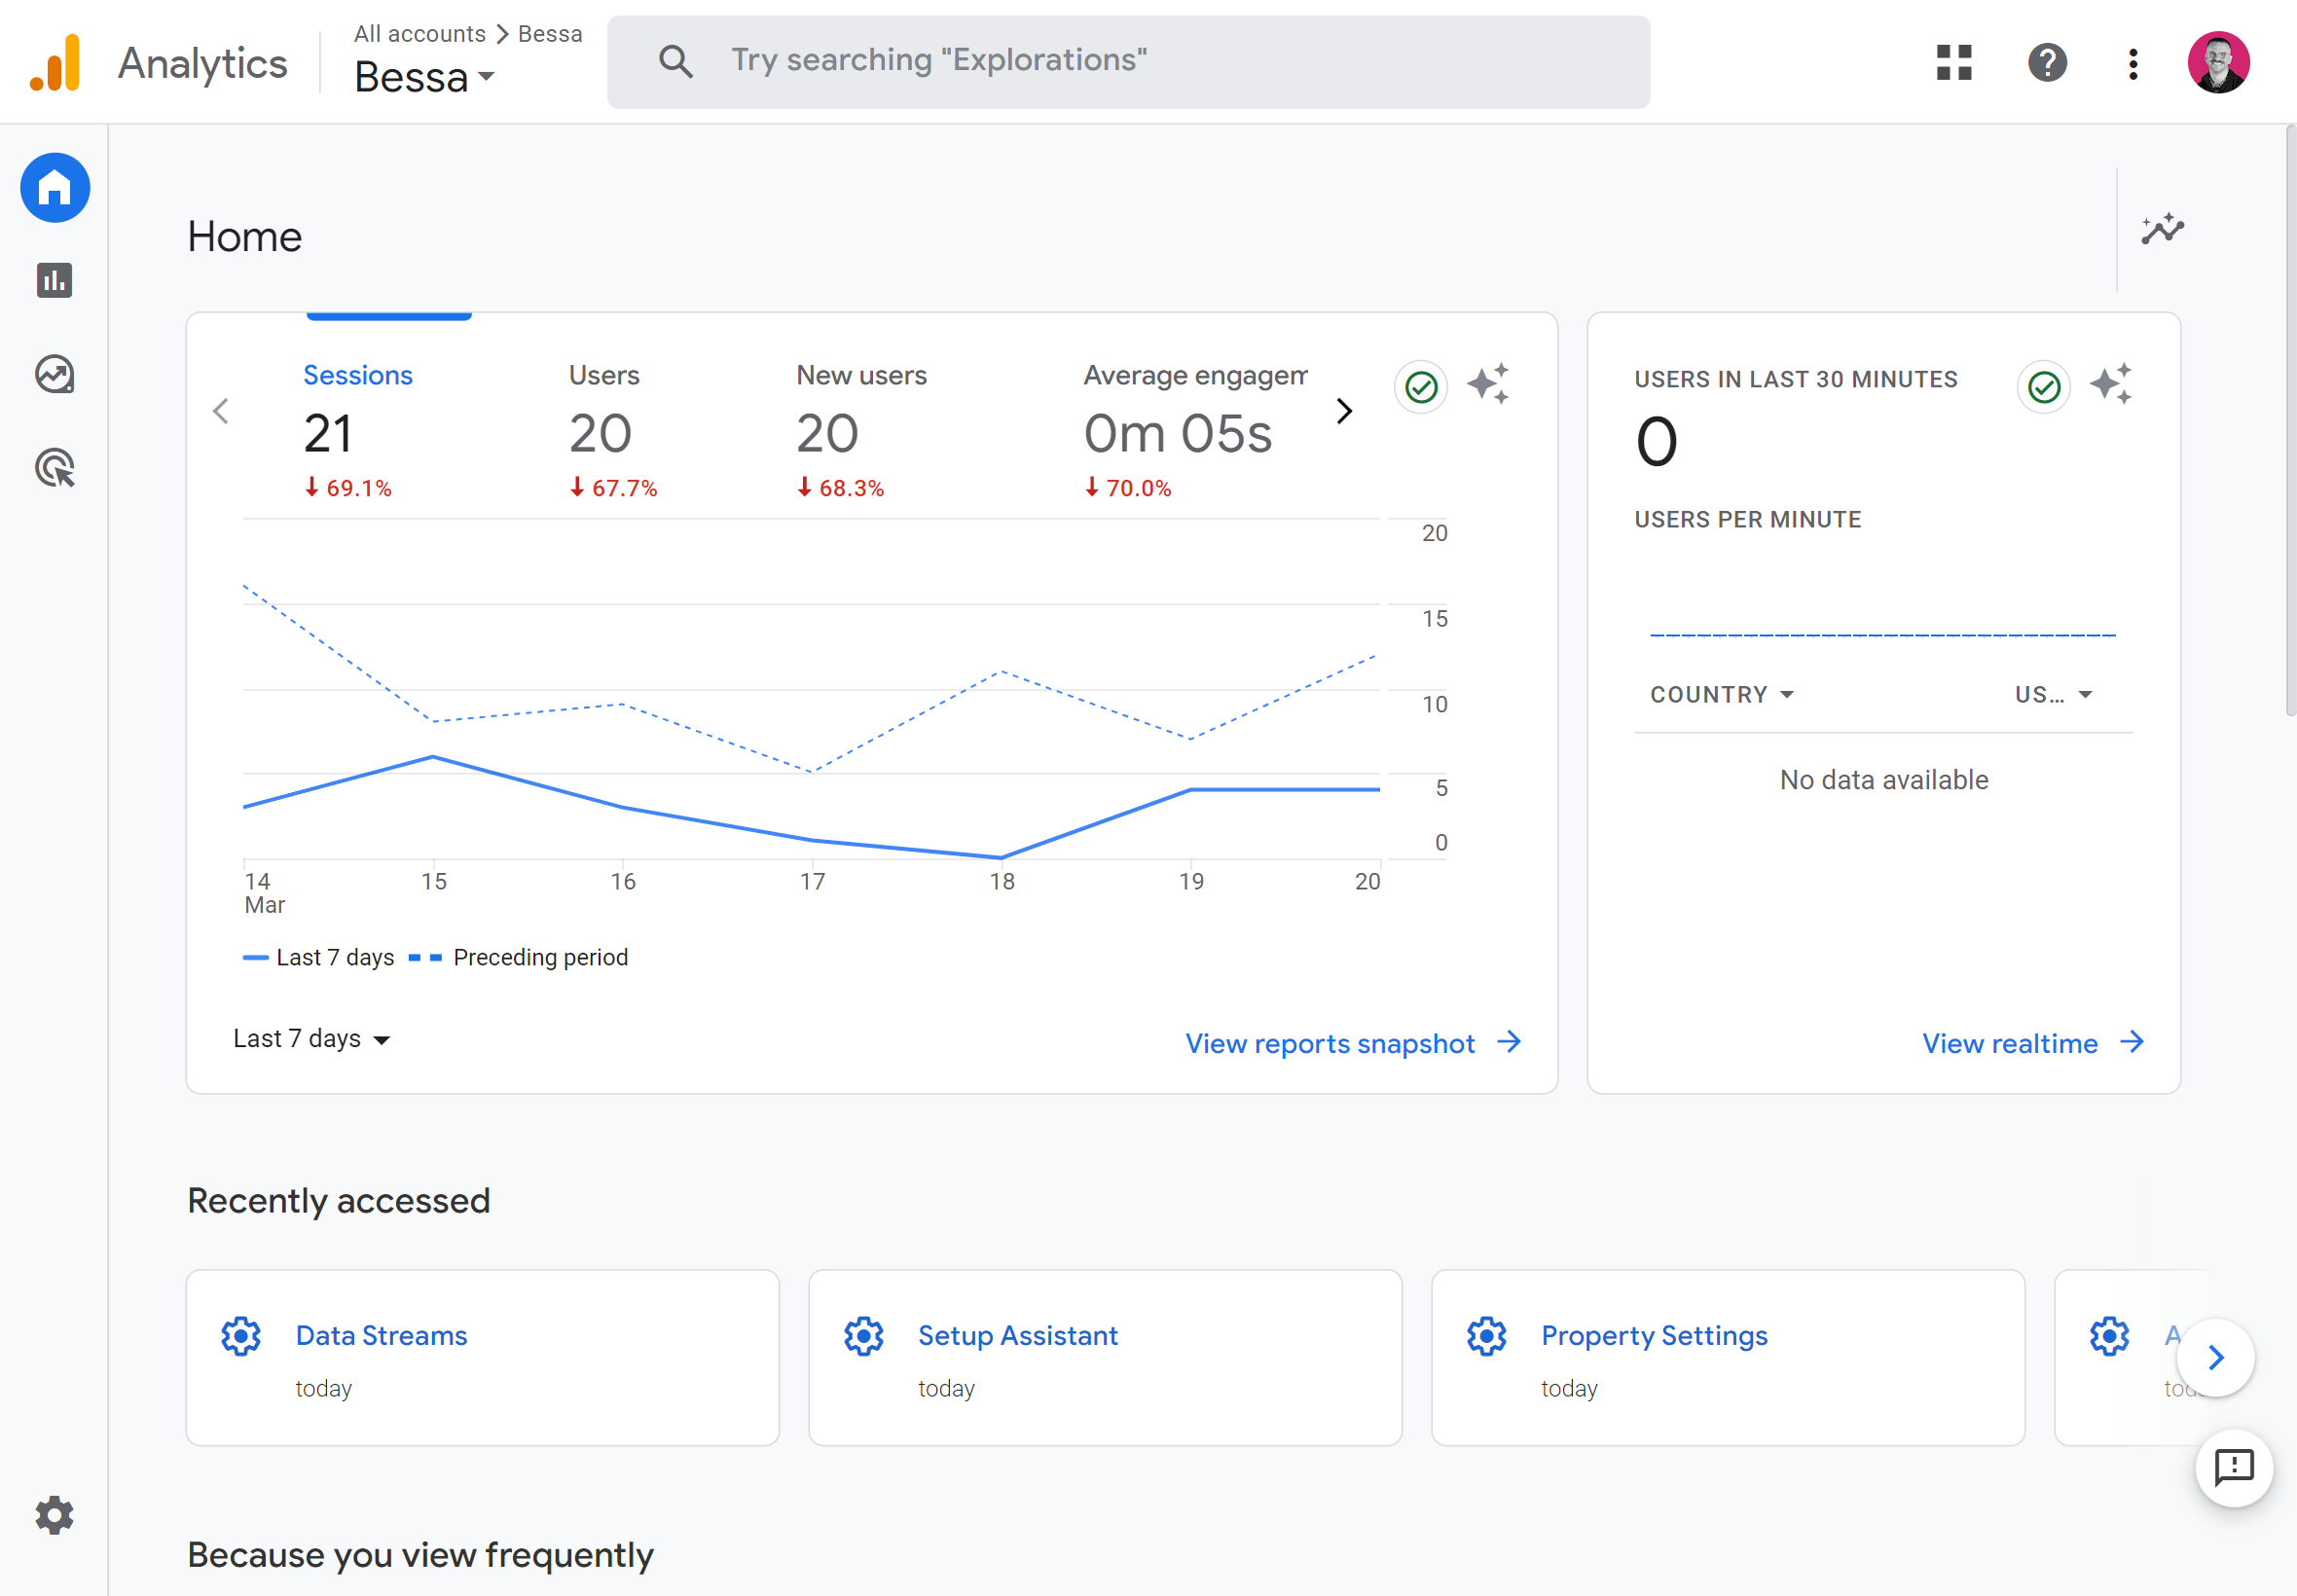 Analytics
All accounts > Bessa
Bessa
Try searching "Explorations"
Home
Sessions
21
69.1%
Users
20
67.7%
New users
20
68.3%
Average engagem
0m 05s
70.0%
20
15
10
5
0
14
Mar
15
16
17
18
19
20
Last 7 days
Preceding period
Last 7 days
View reports snapshot
USERS IN LAST 30 MINUTES
0
USERS PER MINUTE
COUNTRY
US...
No data available
View realtime
Recently accessed
Data Streams
today
Setup Assistant
today
Property Settings
today
A
Because you view frequently